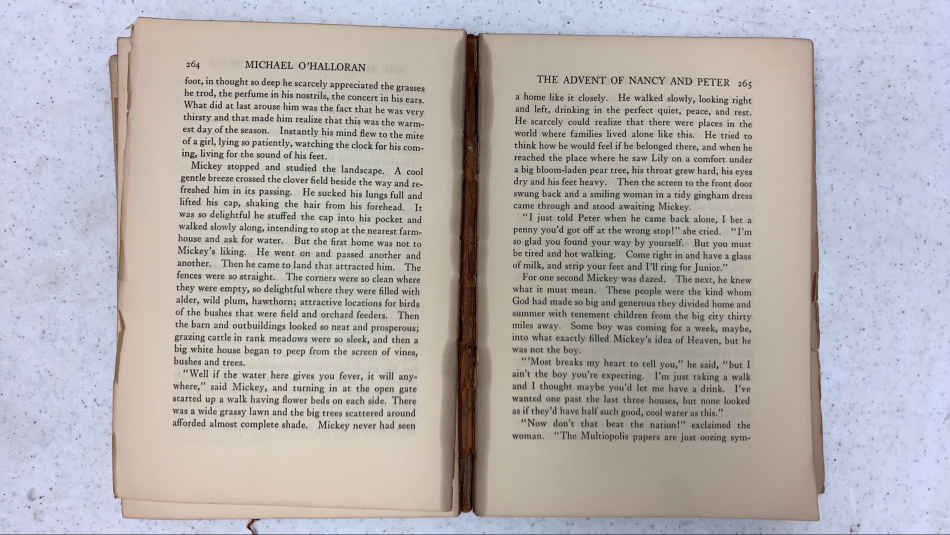 264 MICHAEL O'HALLORAN
foot, in thought so deep he scarcely appreciated the grasses
he trod, the perfume in his nostrils, the concert in his ears.
What did at last arouse him was the fact that he was very
thirsty and that made him realize that this was the warm-
est day of the season. Instantly his mind flew to the mite
of a girl, lying so patiently, watching the clock for his com-
ing, living for the sound of his feet.
Mickey stopped and studied the landscape. A cool
gentle breeze crossed the clover field beside the way and re-
freshed him in its passing. He sucked his lungs full and
lifted his cap, shaking the hair from his forehead. It
was so delightful he stuffed the cap into his pocket and
walked slowly along, intending to stop at the nearest farm-
house and ask for water. But the first home was not to
Mickey's liking. He went on and passed another and
another. Then he came to land that attracted him. The
fences were so straight. The corners were so clean where
they were empty, so delightful where they were filled with
alder, wild plum, hawthorn; attractive locations for birds
of the bushes that were field and orchard feeders. Then
the barn and outbuildings looked so neat and prosperous;
grazing cattle in rank meadows were so sleek, and then a
big white house began to peep from the screen of vines,
bushes and trees.
"Well if the water here gives you fever, it will any-
where," said Mickey, and turning in at the open gate
started up a walk having flower beds on each side. There
was a wide grassy lawn and the big trees scattered around
afforded almost complete shade. Mickey never had seen
THE ADVENT OF NANCY AND PETER 265
a home like it closely. He walked slowly, looking right
and left, drinking in the perfect quiet, peace, and rest.
He scarcely could realize that there were places in the
world where families lived alone like this. He tried to
think how he would feel if he belonged there, and when he
reached the place where he saw Lily on a comfort under
a big bloom-laden pear tree, his throat grew hard, his eyes
dry and his feet heavy. Then the screen to the front door
swung back and a smiling woman in a tidy gingham dress
came through and stood awaiting Mickey.
"I just told Peter when he came back alone, I bet a
penny you'd got off at the wrong stop!" she cried. "I'm
so glad you found your way by yourself. But you must
be tired and hot walking. Come right in and have a glass
of milk, and strip your feet and I'll ring for Junior."
For one second Mickey was dazed. The next, he knew
what it must mean. These people were the kind whom
God had made so big and generous they divided home and
summer with tenement children from the big city thirty
miles away. Some boy was coming for a week, maybe,
into what exactly filled Mickey's idea of Heaven, but he
was not the boy.
"'Most breaks my heart to tell you," he said, "but I
ain't the boy you're expecting. I'm just taking a walk
and I thought maybe you'd let me have a drink. I've
wanted one past the last three houses, but none looked
as if they'd have half such good, cool water as this."
"Now don't that beat the nation!" exclaimed the
woman. "The Multiopolis papers are just oozing sym-